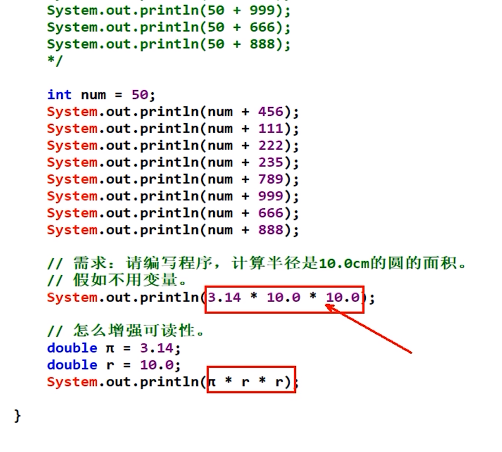 System.out.println(50 + 999);
System.out.println(50 + 666);
System.out.println(50 + 888);
*/
int num = 50;
System.out.println(num + 456);
System.out.println(num + 111);
System.out.println(num + 222);
System.out.println(num + 235);
System.out.println(num + 789);
System.out.println(num + 999);
System.out.println(num + 666);
System.out.println(num + 888);
// 需求：请编写程序，计算半径是10.0cm的圆的面积。
// 假如不用变量。
System.out.println(3.14 * 10.0 * 10.0);
// 怎么增强可读性。
double π = 3.14;
double r = 10.0;
System.out.println(π * r * r);
}